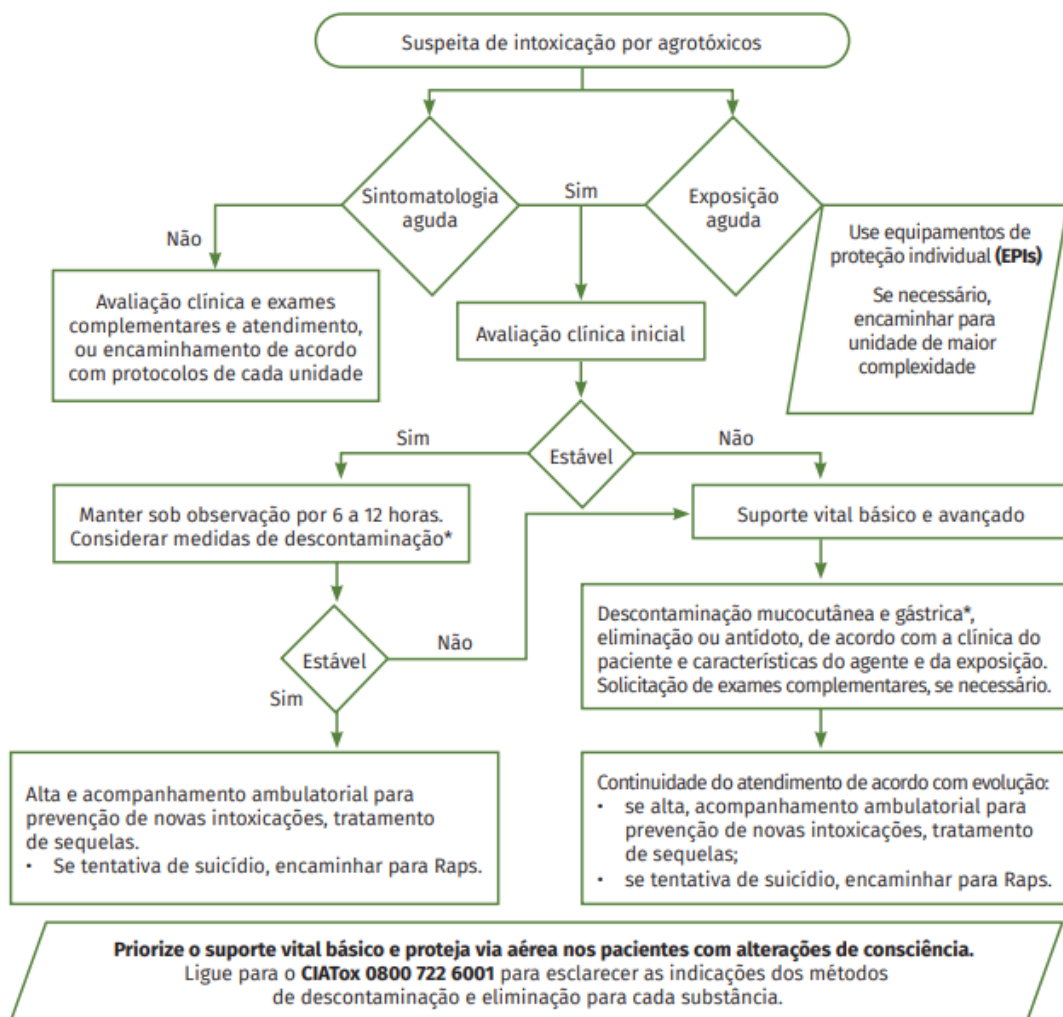 Suspeita de intoxicação por agrotóxicos
Sintomatologia
aguda
Sim
Exposição
aguda
Não
Use equipamentos de
proteção individual (EPIs)
Se necessário,
encaminhar para
unidade de maior
complexidade
Avaliação clínica e exames
complementares e atendimento,
ou encaminhamento de acordo
com protocolos de cada unidade
Avaliação clínica inicial
Sim
Estável
Não
Manter sob observação por 6 a 12 horas.
Considerar medidas de descontaminação*
Suporte vital básico e avançado
Estável
Não
Sim
Descontaminação mucocutânea e gástrica*,
eliminação ou antídoto, de acordo com a clínica do
paciente e características do agente e da exposição.
Solicitação de exames complementares, se necessário.
Alta e acompanhamento ambulatorial para
prevenção de novas intoxicações, tratamento
de sequelas.
• Se tentativa de suicídio, encaminhar para Raps.
Continuidade do atendimento de acordo com evolução:
• se alta, acompanhamento ambulatorial para
prevenção de novas intoxicações, tratamento
de sequelas;
• se tentativa de suicídio, encaminhar para Raps.
Priorize o suporte vital básico e proteja via aérea nos pacientes com alterações de consciência.
Ligue para o CIATox 0800 722 6001 para esclarecer as indicações dos métodos
de descontaminação e eliminação para cada substância.